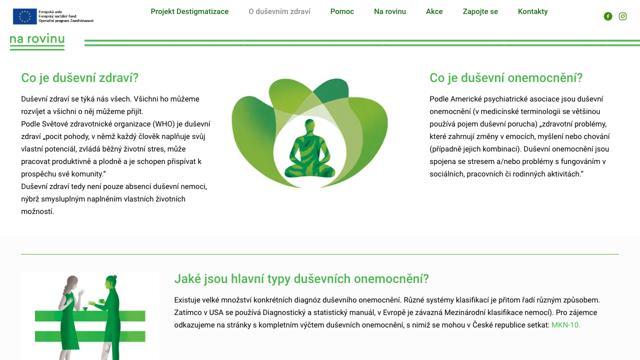 Evropská unie
Evropský sociální fond
Operační program Zaměstnanost
Projekt Destigmatizace
O duševním zdraví
Pomoc
Na rovinu
Akce
Zapojte se
Kontakty
na rovinu
Co je duševní zdraví?
Duševní zdraví se týká nás všech. Všichni ho můžeme
rozvíjet a všichni o něj můžeme přijít.
Podle Světové zdravotnické organizace (WHO) je duševní
zdraví „pocit pohody, v němž každý člověk naplňuje svůj
vlastní potenciál, zvládá běžný životní stres, může
pracovat produktivně a plodně a je schopen přispívat k
prospěchu své komunity.“
Duševní zdraví tedy není pouze absencí duševní nemoci,
nýbrž smysluplným naplněním vlastních životních
možností.
Co je duševní onemocnění?
Podle Americké psychiatrické asociace jsou duševní
onemocnění (v medicínské terminologii se většinou
používá pojem duševní porucha) „zdravotní problémy,
které zahrnují změny v emocích, myšlení nebo chování
(případně jejich kombinaci). Duševní onemocnění jsou
spojena se stresem a/nebo problémy s fungováním v
sociálních, pracovních či rodinných aktivitách.“
Jaké jsou hlavní typy duševních onemocnění?
Existuje velké množství konkrétních diagnóz duševního onemocnění. Různé systémy klasifikací je přitom řadí různým způsobem.
Zatímco v USA se používá Diagnostický a statistický manuál, v Evropě je závazná Mezinárodní klasifikace nemocí). Pro zájemce
odkazujeme na stránky s kompletním výčtem duševních onemocnění, s nimiž se mohou v České republice setkat: MKN-10.